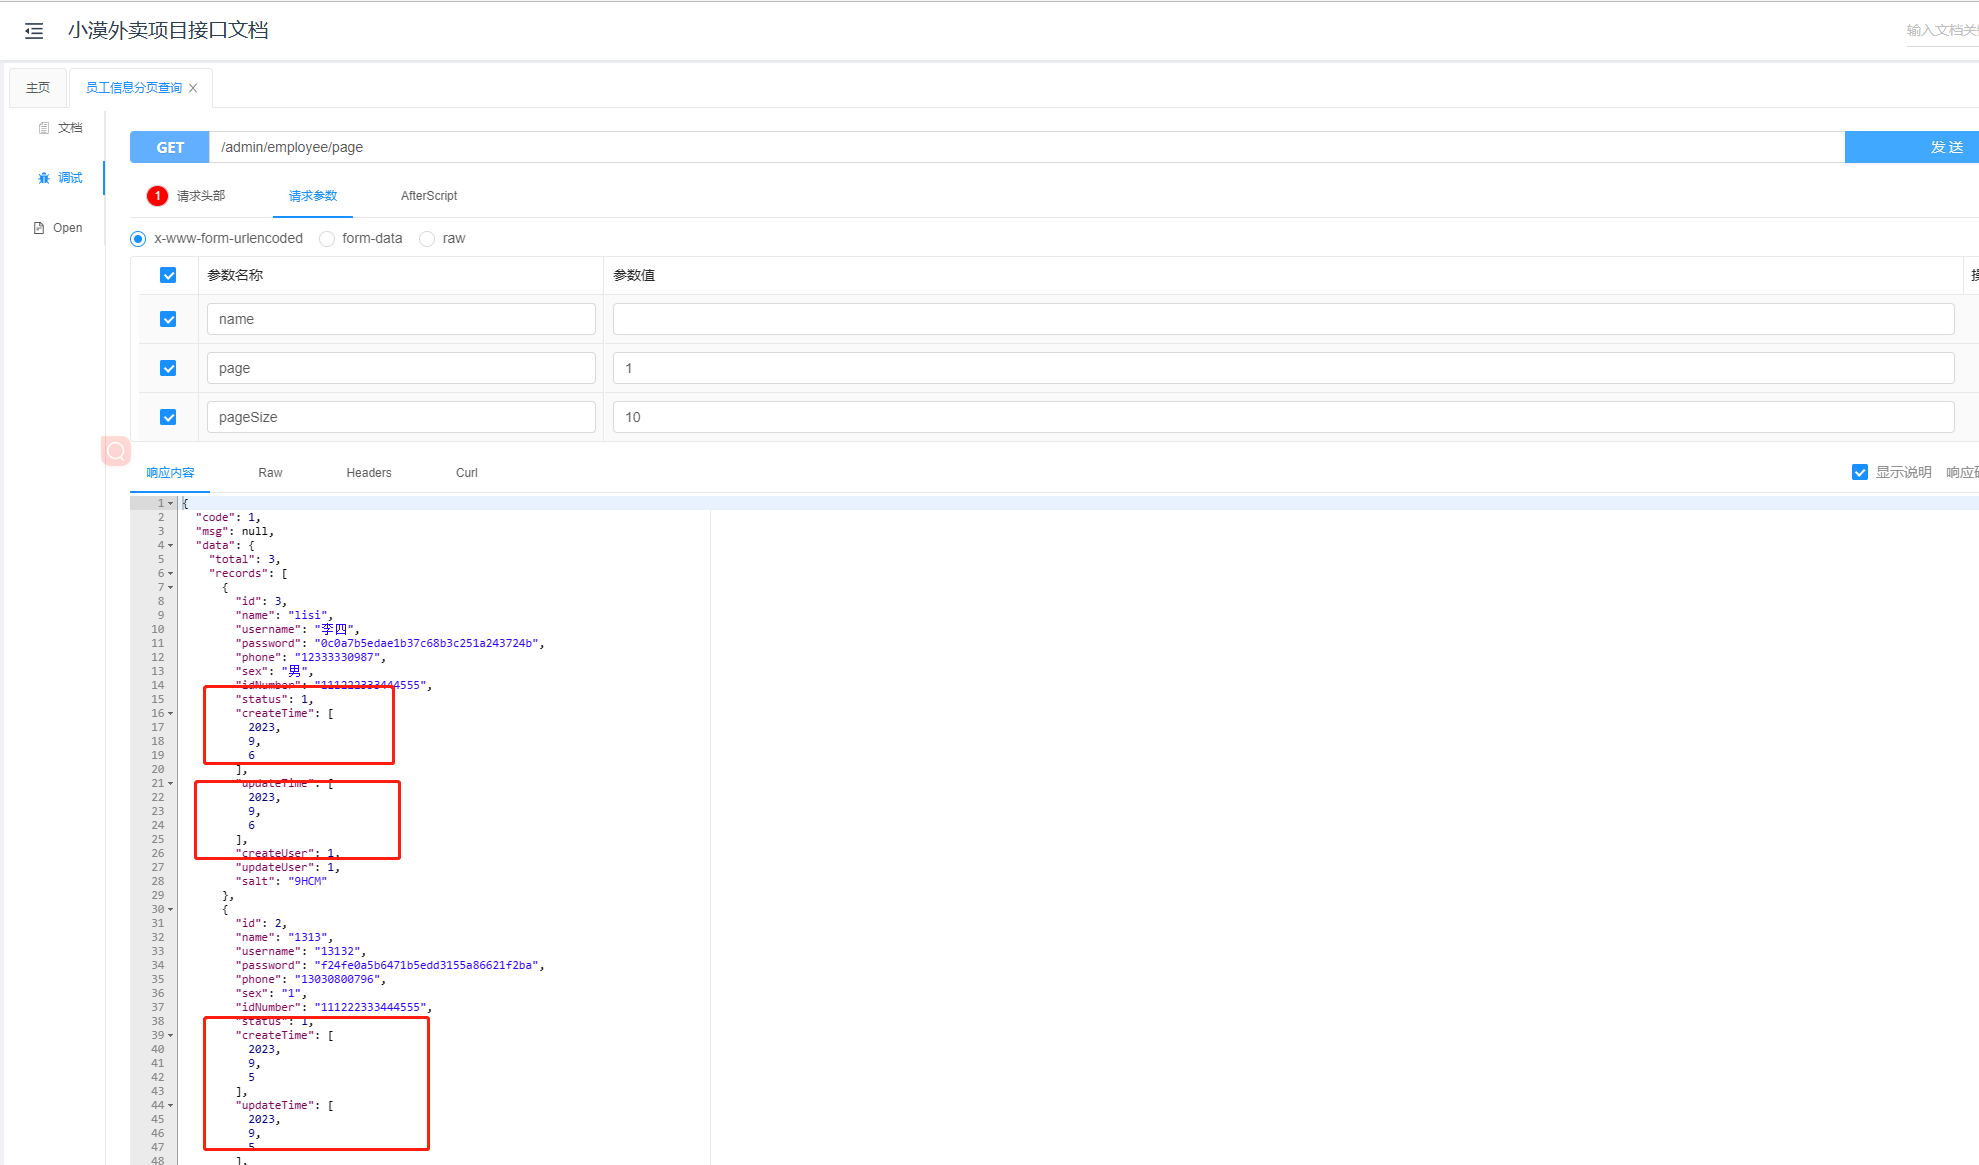 小漠外卖项目接口文档
输入文档关
主页
员工信息分页查询
文档
调试
Open
GET /admin/employee/page 发 送
1 请求头部 请求参数 AfterScript
x-www-form-urlencoded form-data raw
参数名称 参数值
name
page 1
pageSize 10
响应内容 Raw Headers Curl 显示说明 响应
1 {
2 "code": 1,
3 "msg": null,
4 "data": {
5 "total": 3,
6 "records": [
7 {
8 "id": 3,
9 "name": "lisi",
10 "username": "李四",
11 "password": "0c0a7b5edae1b37c68b3c251a243724b",
12 "phone": "12333330987",
13 "sex": "男",
14 "idNumber": "111222333444555",
15 "status": 1,
16 "createTime": [
17 2023,
18 9,
19 6
20 ],
21 "updateTime": [
22 2023,
23 9,
24 6
25 ],
26 "createUser": 1,
27 "updateUser": 1,
28 "salt": "9HCM"
29 },
30 {
31 "id": 2,
32 "name": "1313",
33 "username": "13132",
34 "password": "f24fe0a5b6471b5edd3155a86621f2ba",
35 "phone": "13030800796",
36 "sex": "1",
37 "idNumber": "111222333444555",
38 "status": 1,
39 "createTime": [
40 2023,
41 9,
42 5
43 ],
44 "updateTime": [
45 2023,
46 9,
47 5
48 ],